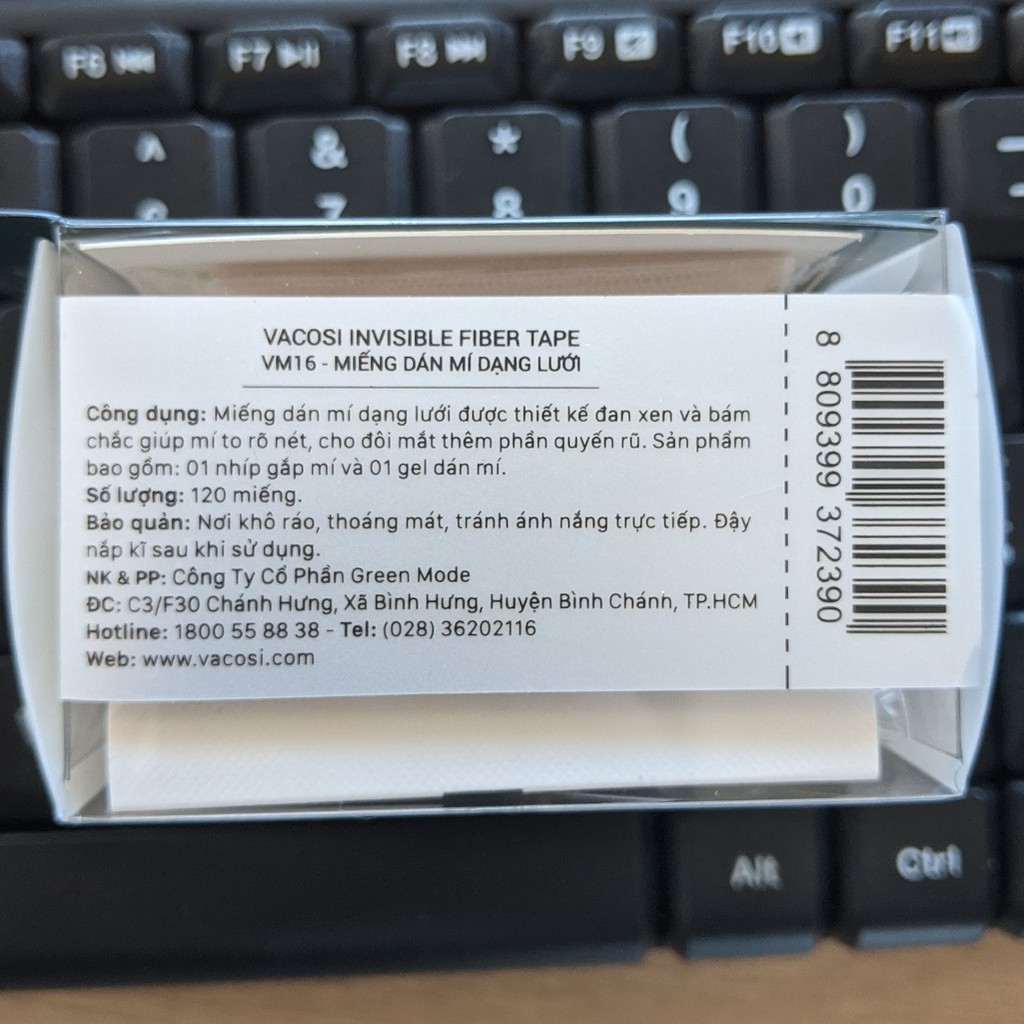 F6
F7
F8
F9
F10
F11
^
&
*
(
)
7
8
9
0
VACOSI INVISIBLE FIBER TAPE
VM16 - MIẾNG DÁN MÍ DẠNG LƯỚI
Công dụng: Miếng dán mí dạng lưới được thiết kế đan xen và bám
chắc giúp mí to rõ nét, cho đôi mắt thêm phần quyến rũ. Sản phẩm
bao gồm: 01 nhíp gắp mí và 01 gel dán mí.
Số lượng: 120 miếng.
Bảo quản: Nơi khô ráo, thoáng mát, tránh ánh nắng trực tiếp. Đậy
nắp kĩ sau khi sử dụng.
NK & PP: Công Ty Cổ Phần Green Mode
ĐC: C3/F30 Chánh Hưng, Xã Bình Hưng, Huyện Bình Chánh, TP.HCM
Hotline: 1800 55 88 38 - Tel: (028) 36202116
Web: www.vacosi.com
8 809399 372390
Alt
Ctrl